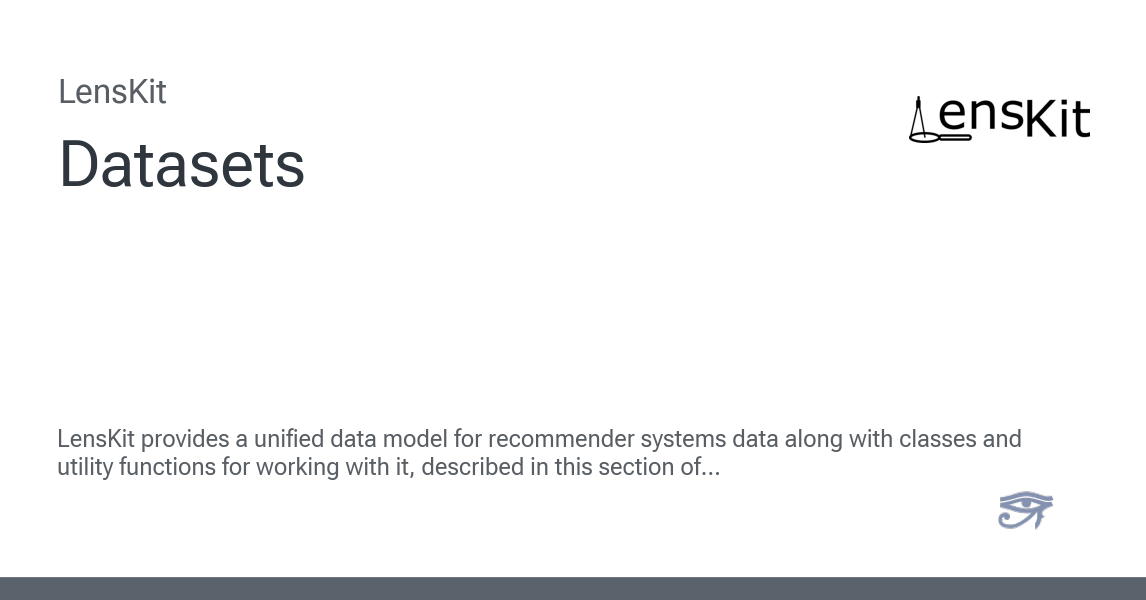 LensKit
LensKit
Datasets
LensKit provides a unified data model for recommender systems data along with classes and
utility functions for working with it, described in this section of...